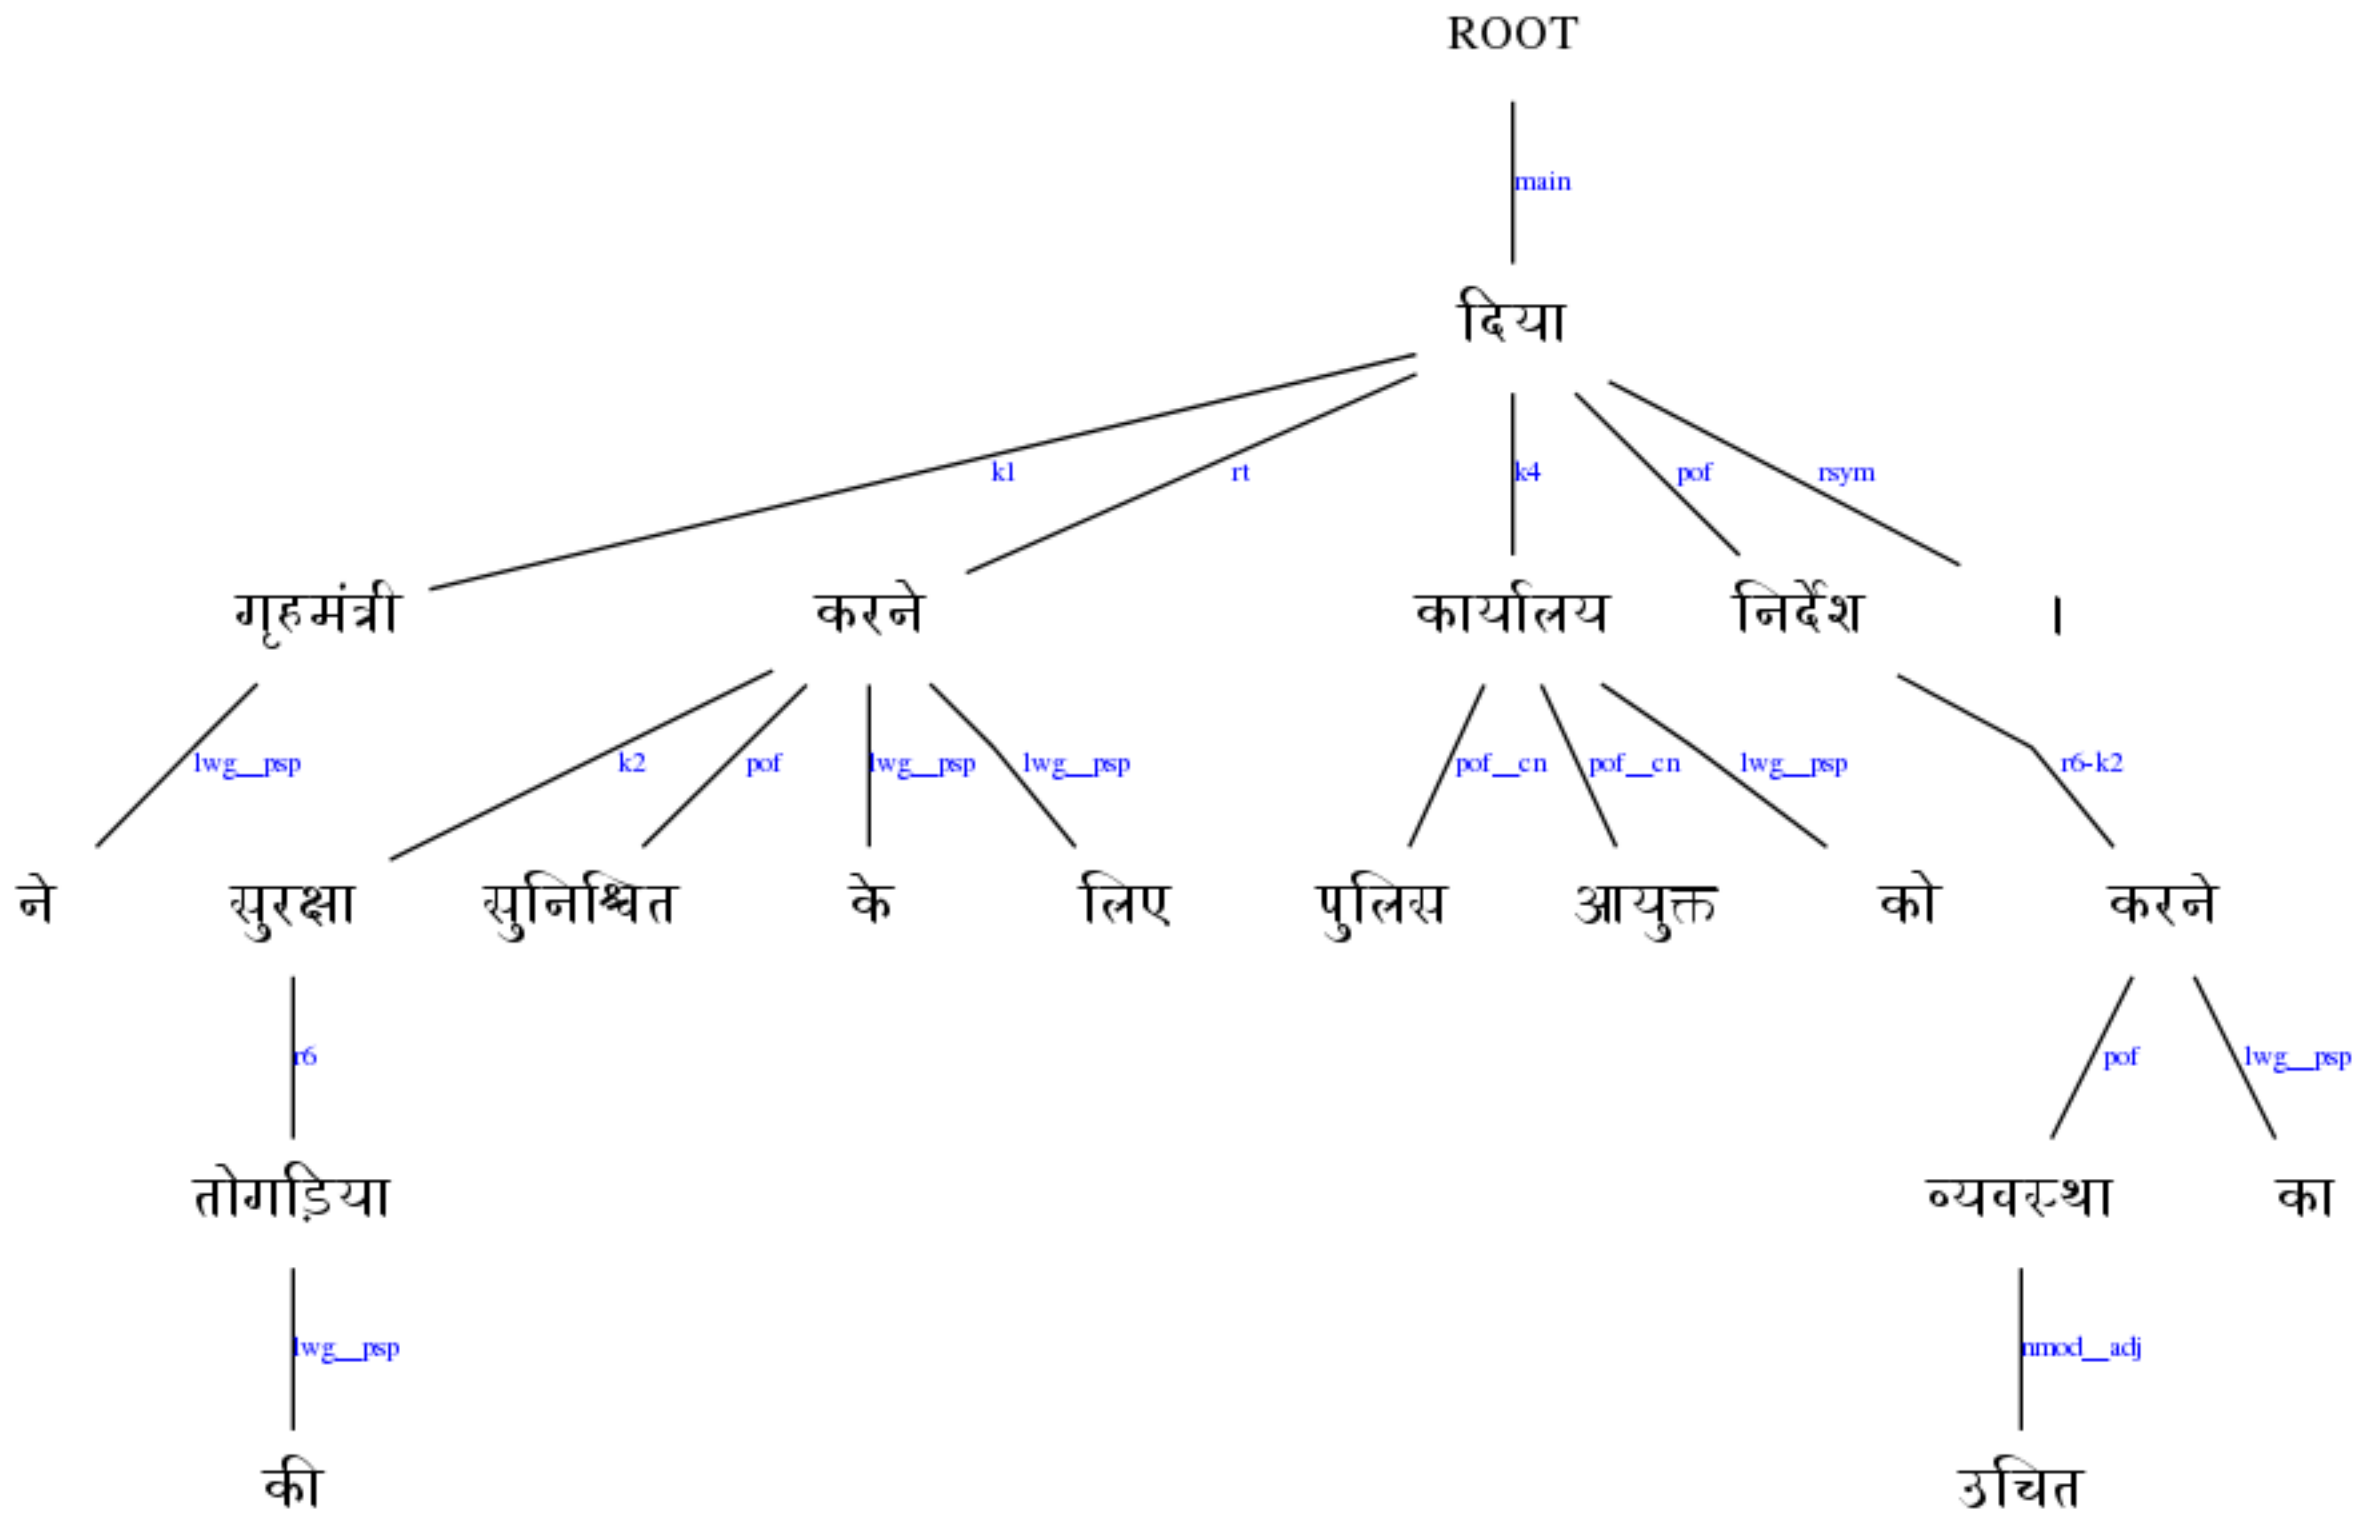 ROOT
main
दिया
k1 rt k4 pof rsym
गृहमंत्री करने कार्यालय निर्देश ।
lwg__psp k2 pof lwg__psp lwg__psp pof__cn pof__cn lwg__psp r6-k2
ने सुरक्षा सुनिश्चित के लिए पुलिस आयुक्त को करने
r6 pof lwg__psp
तोगड़िया व्यवस्था का
lwg__psp nmod__adj
की उचित